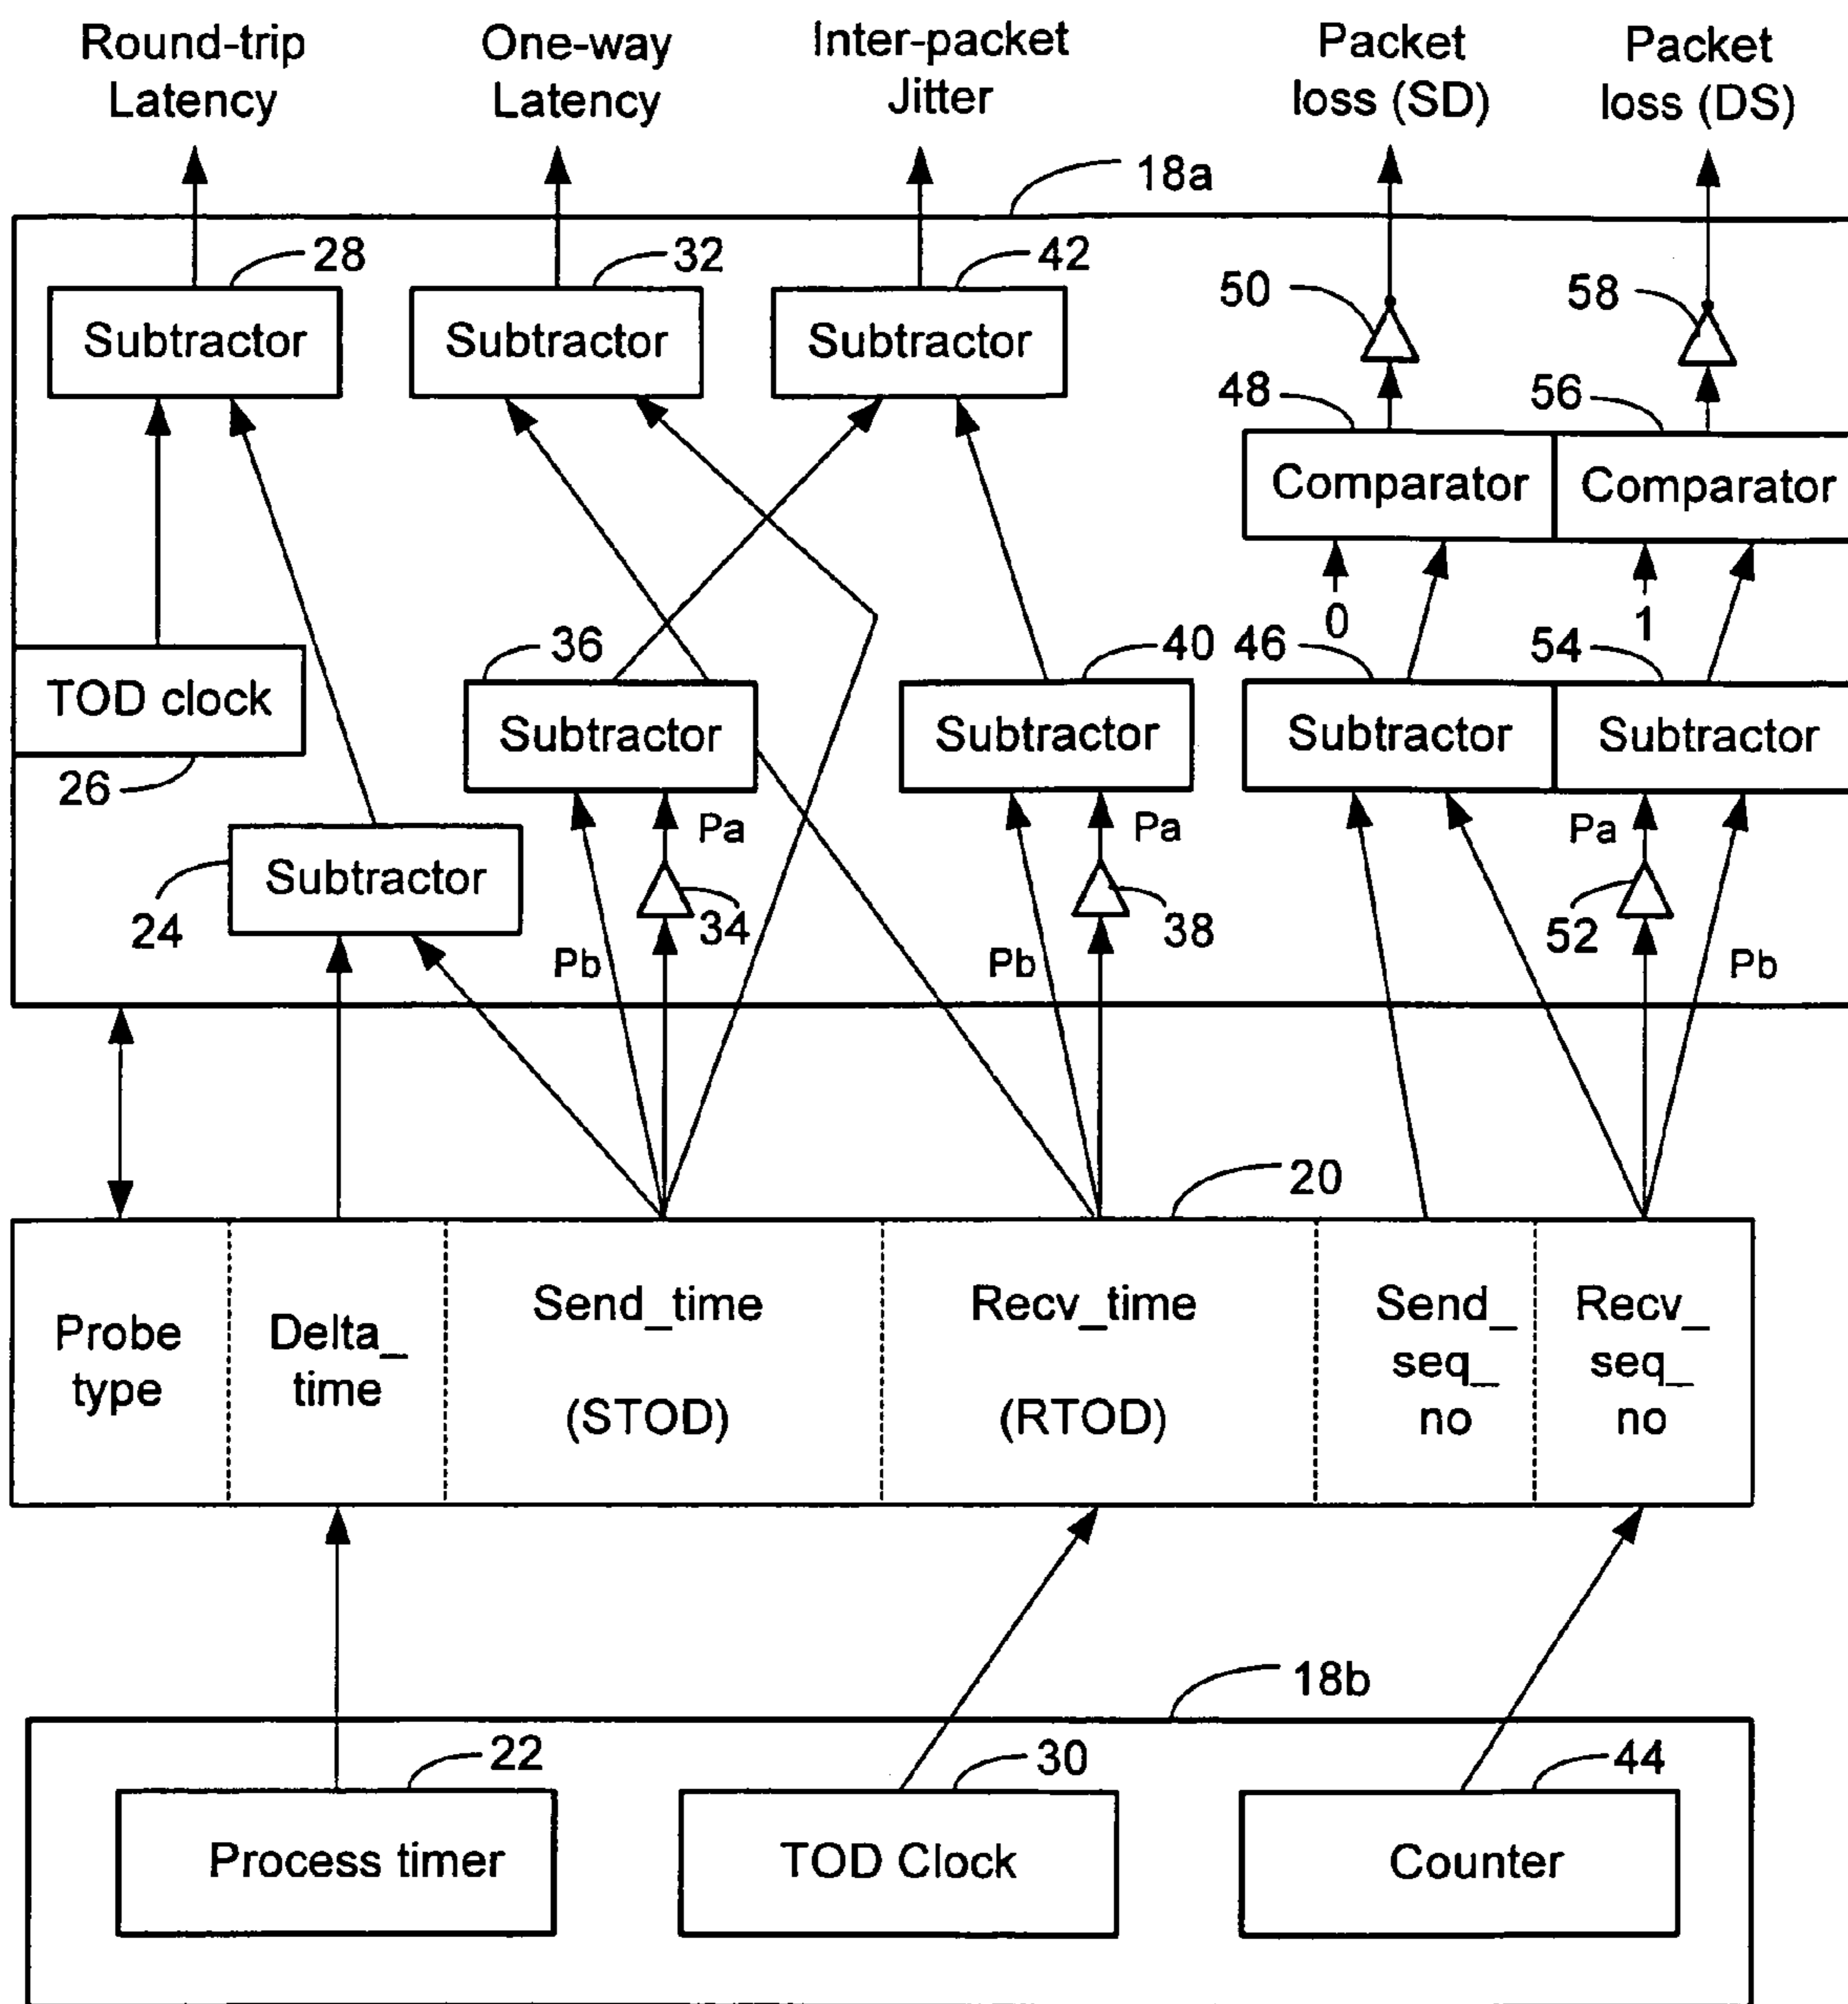 Round-trip
Latency
One-way
Latency
Inter-packet
Jitter
Packet
loss (SD)
Packet
loss (DS)
18a
28
32
42
50
58
Subtractor
Subtractor
Subtractor
48
56
Comparator
Comparator
0
1
36
40
46
54
TOD clock
26
Subtractor
Subtractor
Subtractor
Subtractor
Pa
Pa
Pa
Subtractor
24
34
38
52
Pb
Pb
Pb
20
Probe
type
Delta_
time
Send_time
(STOD)
Recv_time
(RTOD)
Send_
seq_
no
Recv_
seq_
no
18b
22
30
44
Process timer
TOD Clock
Counter